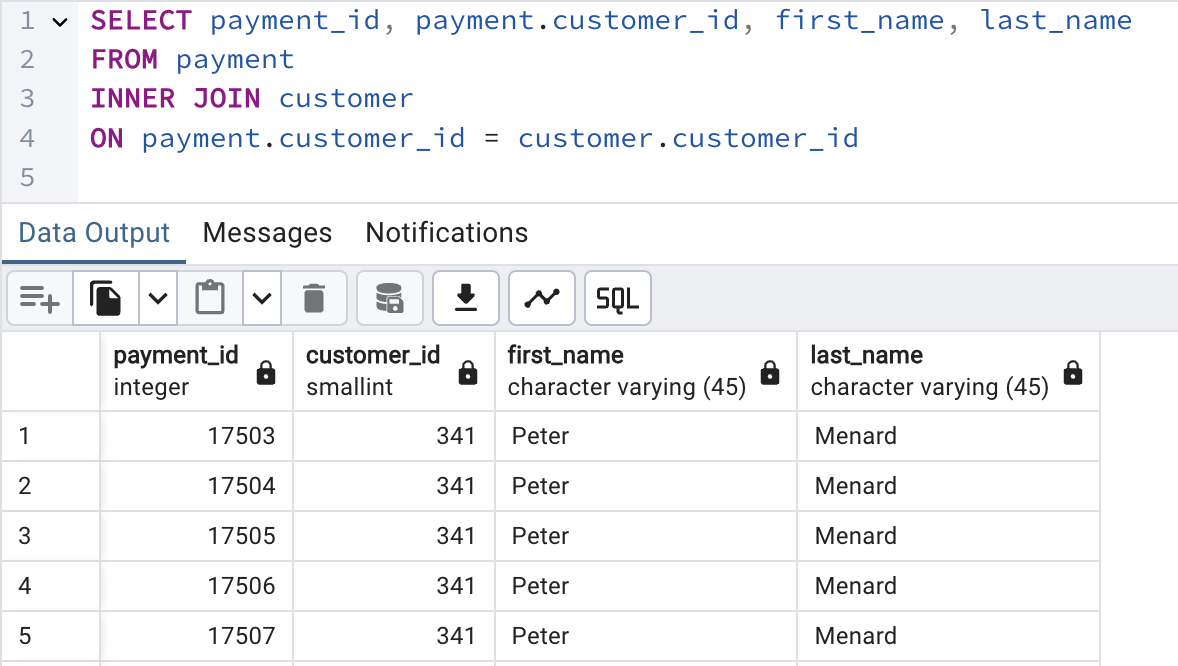 1 SELECT payment_id, payment.customer_id, first_name, last_name
2 FROM payment
3 INNER JOIN customer
4 ON payment.customer_id = customer.customer_id
5
Data Output Messages Notifications
SQL
payment_id customer_id first_name last_name
integer smallint character varying (45) character varying (45)
1 17503 341 Peter Menard
2 17504 341 Peter Menard
3 17505 341 Peter Menard
4 17506 341 Peter Menard
5 17507 341 Peter Menard